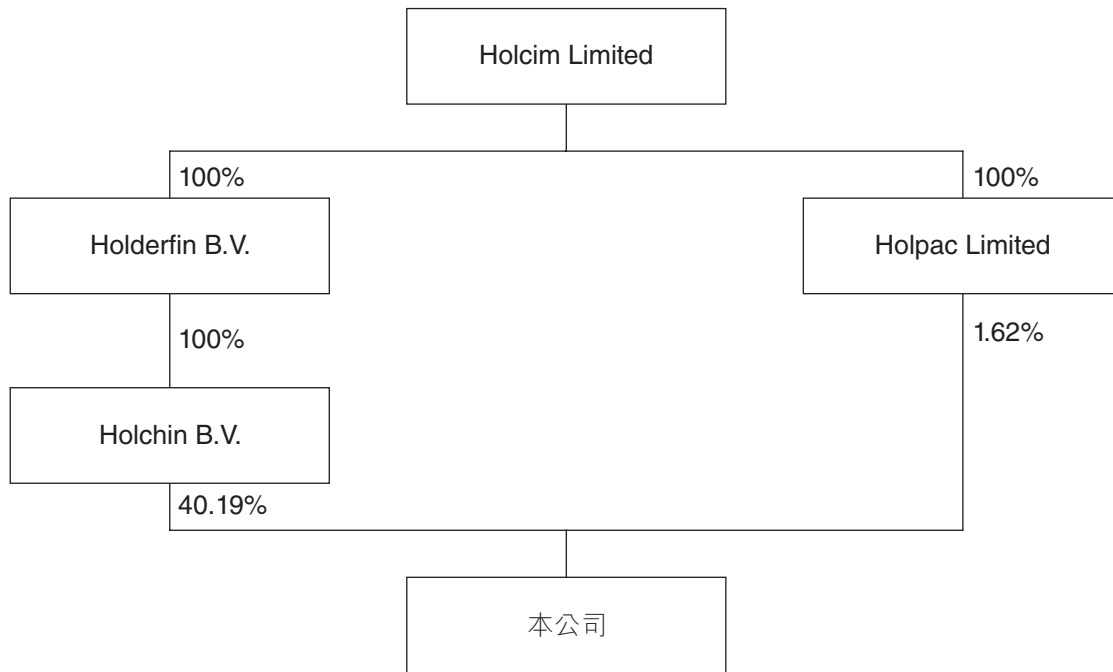 Holcim Limited
100%
100%
Holderfin B.V.
Holpac Limited
100%
1.62%
Holchin B.V.
40.19%
本公司